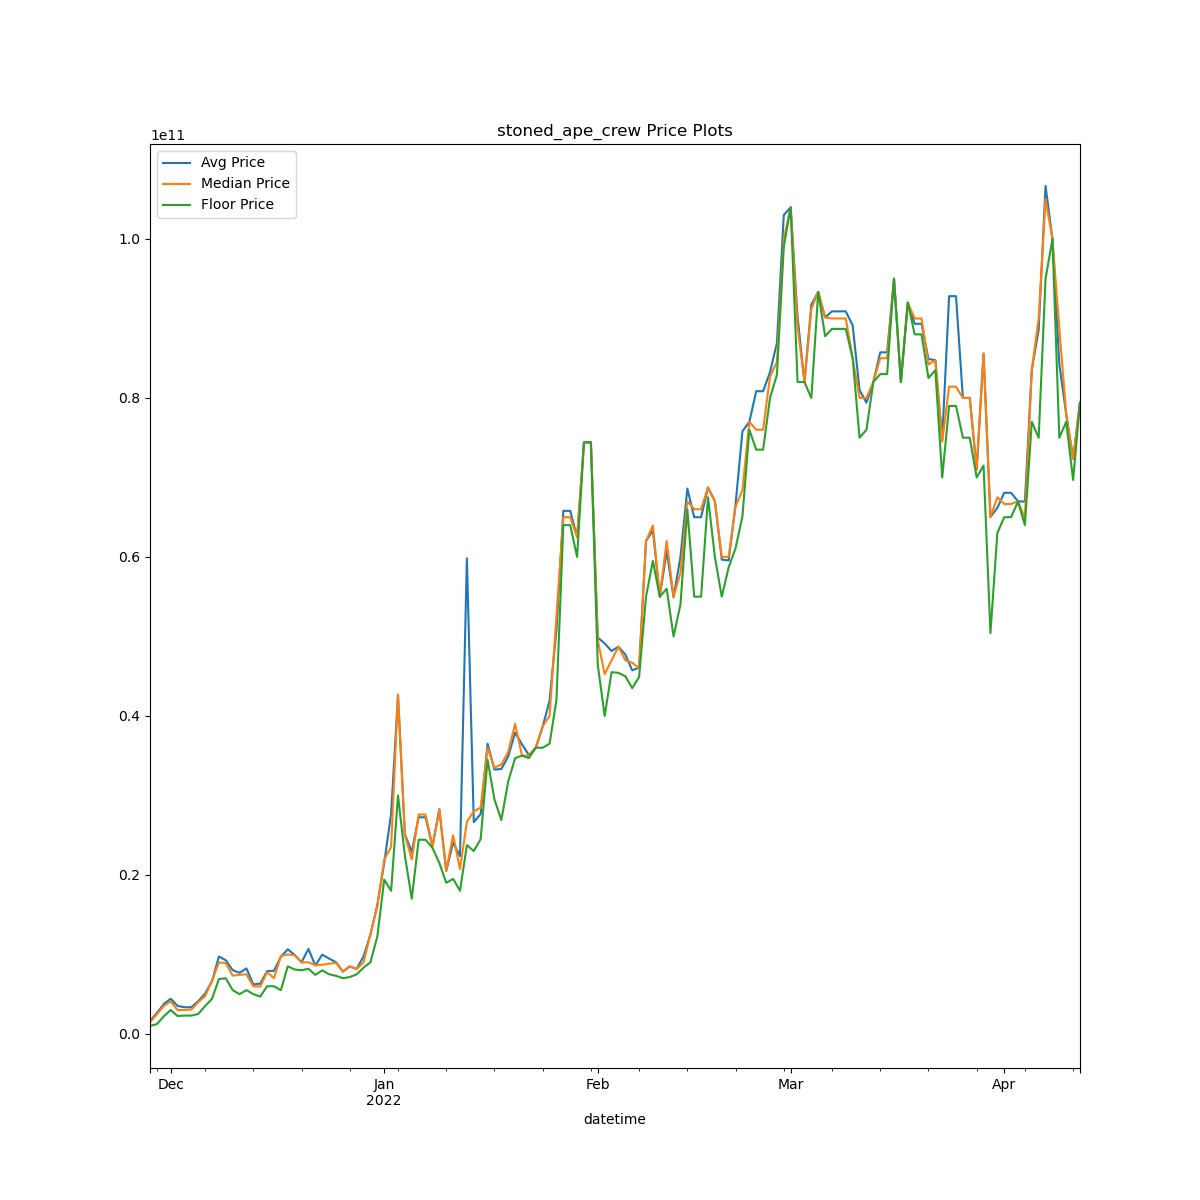 stoned_ape_crew Price Plots
1e11
Avg Price
Median Price
Floor Price
1.0
0.8
0.6
0.4
0.2
0.0
Dec Jan Feb Mar Apr
2022
datetime